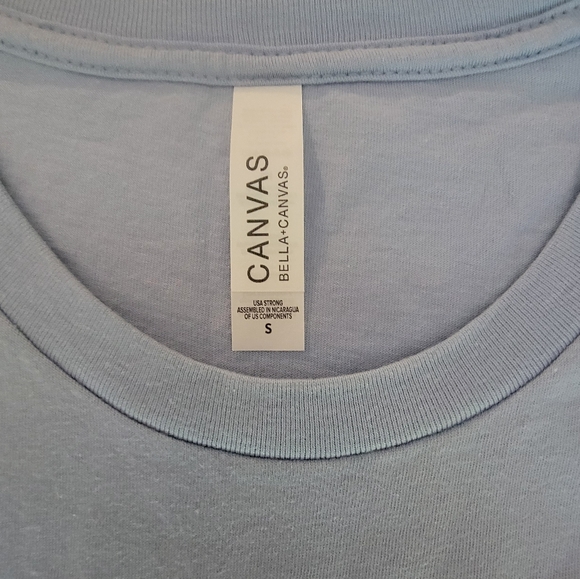 CANVAS
BELLA+CANVAS®
USA STRONG
ASSEMBLED IN NICARAGUA
OF US COMPONENTS
S